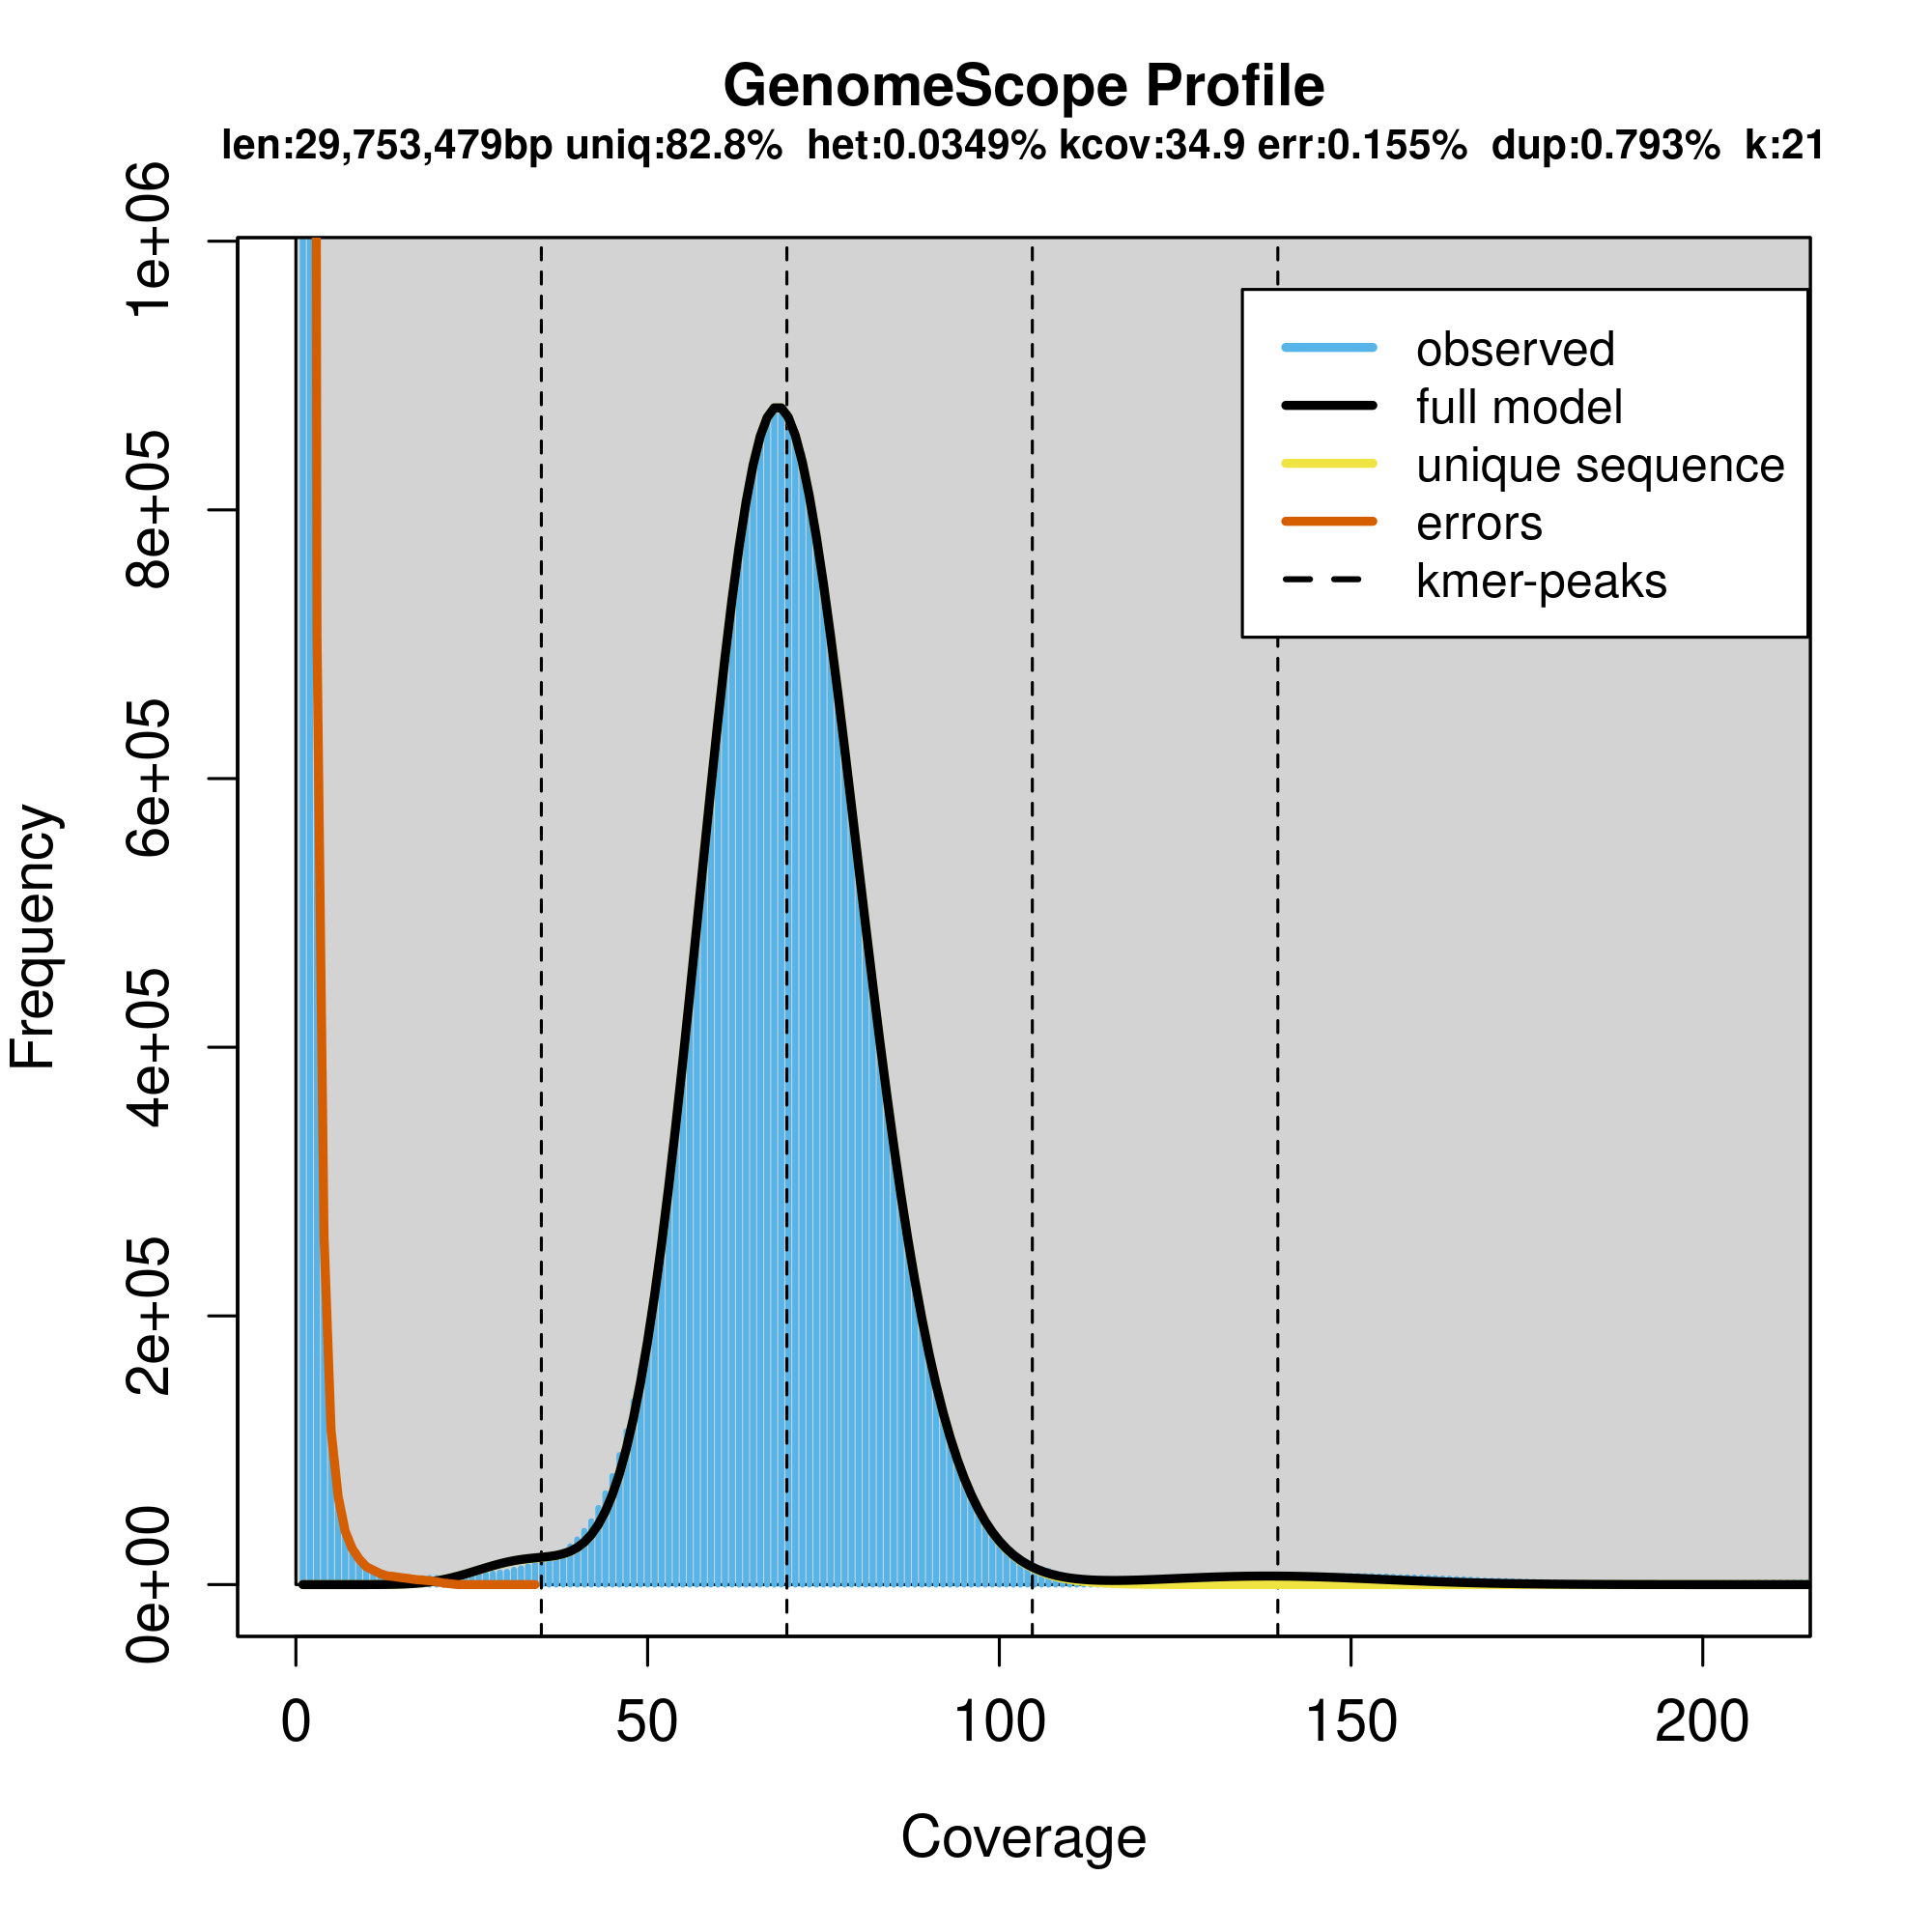 GenomeScope Profile
len:29,753,479bp uniq:82.8% het:0.0349% kcov:34.9 err:0.155% dup:0.793% k:21
1e+06
8e+05
6e+05
4e+05
2e+05
0e+00
Frequency
observed
full model
unique sequence
errors
kmer-peaks
0 50 100 150 200
Coverage